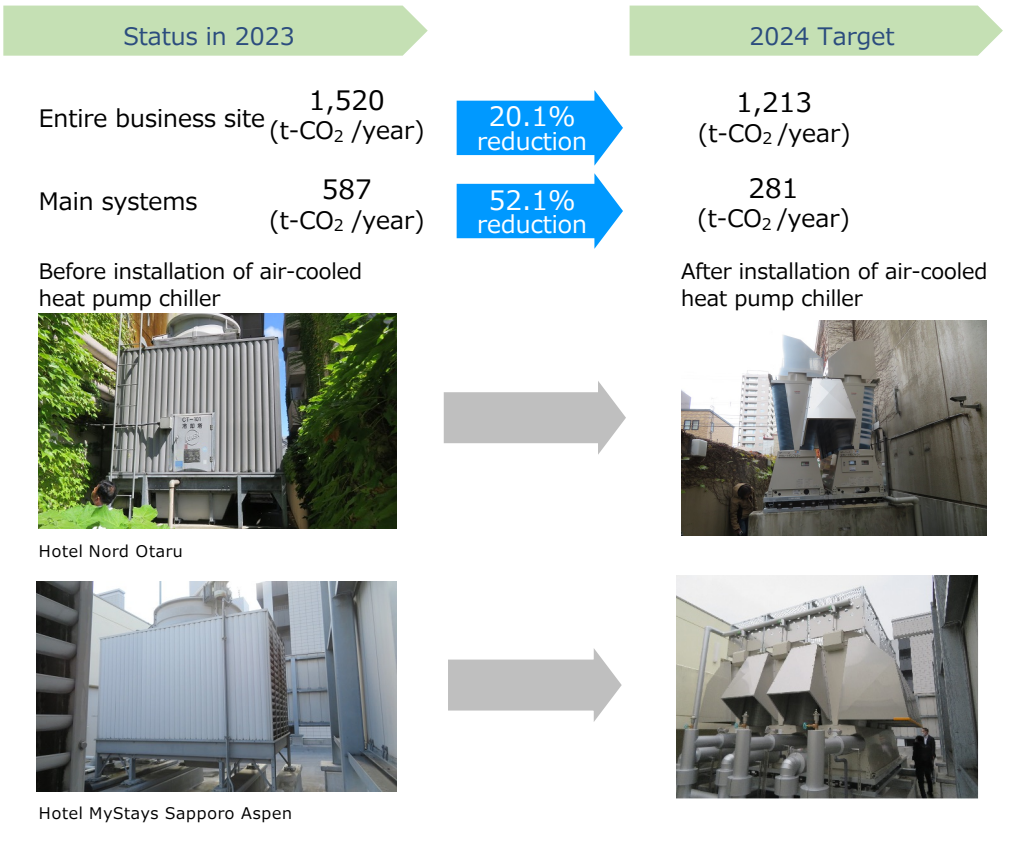 Status in 2023
2024 Target
Entire business site
1,520
(t-CO₂ /year)
20.1%
reduction
1,213
(t-CO₂ /year)
Main systems
587
(t-CO₂ /year)
52.1%
reduction
281
(t-CO₂ /year)
Before installation of air-cooled
heat pump chiller
After installation of air-cooled
heat pump chiller
CT-101
Hotel Nord Otaru
Hotel MyStays Sapporo Aspen